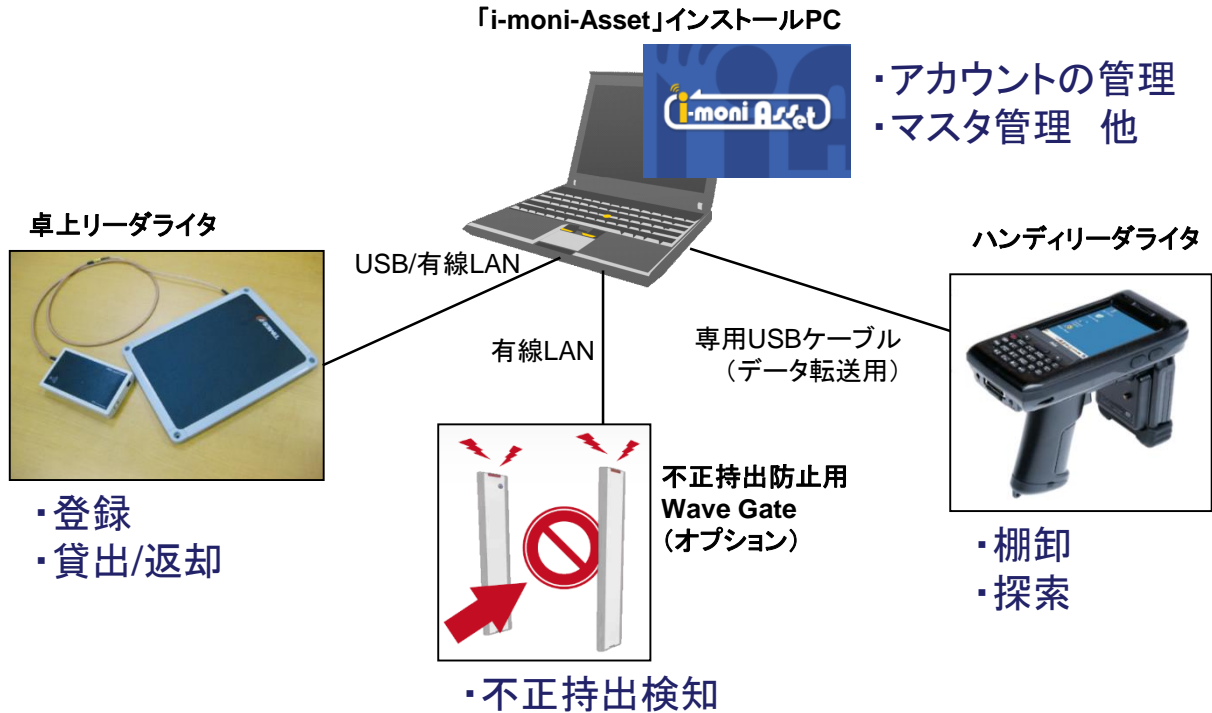 「i-moni-Asset」インストールPC
i-moni Asset
・アカウントの管理
・マスタ管理　他
卓上リーダライタ
USB/有線LAN
ハンディリーダライタ
有線LAN
専用USBケーブル
（データ転送用）
不正持出防止用
Wave Gate
（オプション）
・登録
・貸出/返却
・棚卸
・探索
・不正持出検知